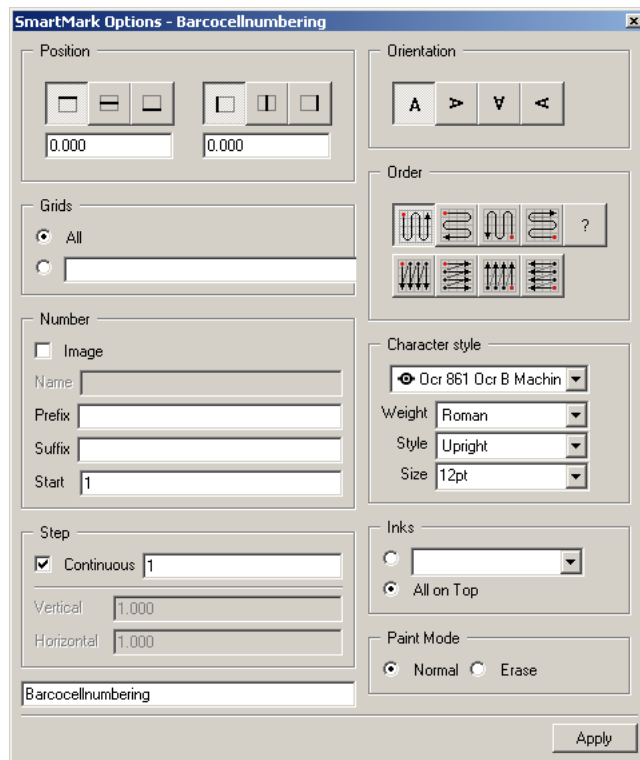 SmartMark Options - Barcocellnumbering
Position
0.000
0.000
Grids
All
Number
Image
Name
Prefix
Suffix
Start 1
Step
Continuous 1
Vertical 1.000
Horizontal 1.000
Barcocellnumbering
Orientation
A A A A
Order
?
Character style
Ocr 861 Ocr B Machin
Weight Roman
Style Upright
Size 12pt
Inks
All on Top
Paint Mode
Normal Erase
Apply